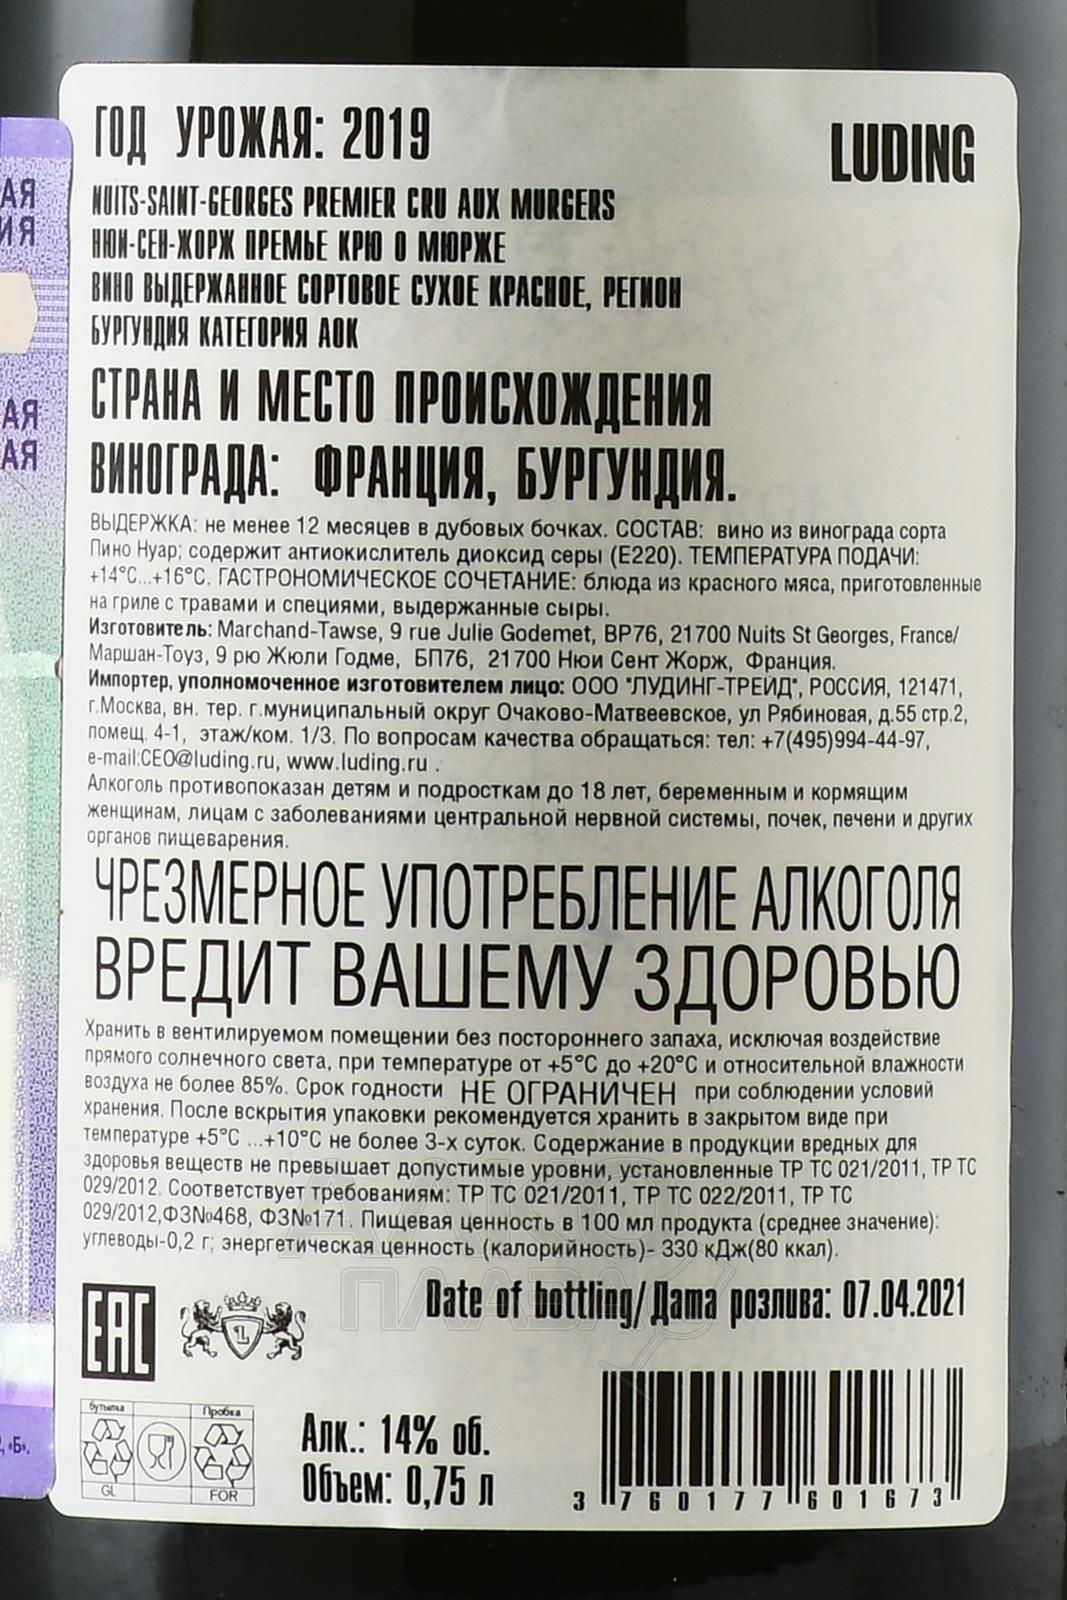 ГОД УРОЖАЯ: 2019
LUDING
NUITS-SAINT-GEORGES PREMIER CRU AUX MURGERS
НЮИ-СЕН-ЖОРЖ ПРЕМЬЕ КРЮ О МЮРЖЕ
ВИНО ВЫДЕРЖАННОЕ СОРТОВОЕ СУХОЕ КРАСНОЕ, РЕГИОН
БУРГУНДИЯ КАТЕГОРИЯ АОК
СТРАНА И МЕСТО ПРОИСХОЖДЕНИЯ
ВИНОГРАДА: ФРАНЦИЯ, БУРГУНДИЯ.
ВЫДЕРЖКА: не менее 12 месяцев в дубовых бочках. СОСТАВ: вино из винограда сорта
Пино Нуар; содержит антиокислитель диоксид серы (Е220). ТЕМПЕРАТУРА ПОДАЧИ:
+14°С...+16°С. ГАСТРОНОМИЧЕСКОЕ СОЧЕТАНИЕ: блюда из красного мяса, приготовленные
на гриле с травами и специями, выдержанные сыры.
Изготовитель: Marchand-Tawse, 9 rue Julie Godemet, BP76, 21700 Nuits St Georges, France/
Маршан-Тоуз, 9 рю Жюли Годме, БП76, 21700 Нюи Сент Жорж, Франция.
Импортер, уполномоченное изготовителем лицо: ООО "ЛУДИНГ-ТРЕЙД", РОССИЯ, 121471,
г.Москва, вн. тер. г.муниципальный округ Очаково-Матвеевское, ул Рябиновая, д.55 стр.2,
помещ. 4-1, этаж/ком. 1/3. По вопросам качества обращаться: тел: +7(495)994-44-97,
e-mail:CEO@luding.ru, www.luding.ru .
Алкоголь противопоказан детям и подросткам до 18 лет, беременным и кормящим
женщинам, лицам с заболеваниями центральной нервной системы, почек, печени и других
органов пищеварения.
ЧРЕЗМЕРНОЕ УПОТРЕБЛЕНИЕ АЛКОГОЛЯ
ВРЕДИТ ВАШЕМУ ЗДОРОВЬЮ
Хранить в вентилируемом помещении без постороннего запаха, исключая воздействие
прямого солнечного света, при температуре от +5°С до +20°С и относительной влажности
воздуха не более 85%. Срок годности НЕ ОГРАНИЧЕН при соблюдении условий
хранения. После вскрытия упаковки рекомендуется хранить в закрытом виде при
температуре +5°С ...+10°С не более 3-х суток. Содержание в продукции вредных для
здоровья веществ не превышает допустимые уровни, установленные ТР ТС 021/2011, ТР ТС
029/2012. Соответствует требованиям: ТР ТС 021/2011, ТР ТС 022/2011, ТР ТС
029/2012,ФЗ№468, ФЗ№171. Пищевая ценность в 100 мл продукта (среднее значение):
углеводы-0,2 г; энергетическая ценность (калорийность)- 330 кДж(80 ккал).
Date of bottling/Дата розлива: 07.04.2021
EAC
L
бутылка
Пробка
GL
FOR
Алк.: 14% об.
Объем: 0,75 л
3 760177 601673
АЯ
ИЯ
АЯ
АЯ
«Б».